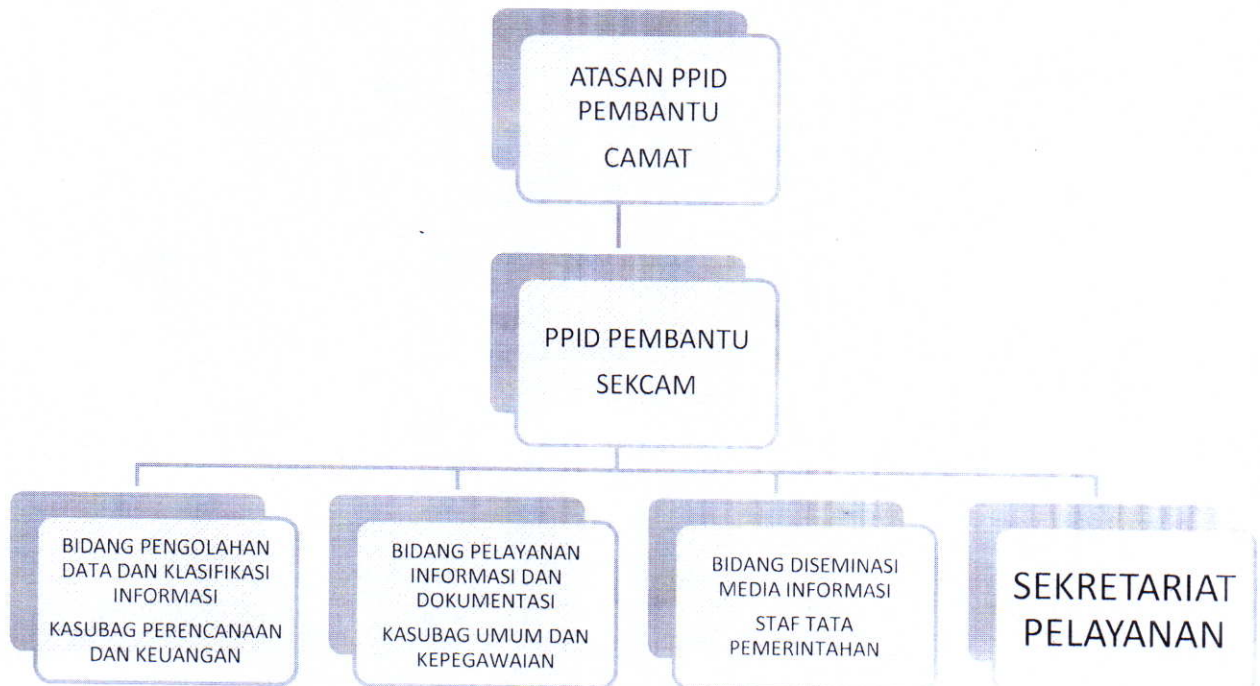 ATASAN PPID
PEMBANTU
CAMAT
PPID PEMBANTU
SEKCAM
BIDANG PENGOLAHAN
DATA DAN KLASIFIKASI
INFORMASI
KASUBAG PERENCANAAN
DAN KEUANGAN
BIDANG PELAYANAN
INFORMASI DAN
DOKUMENTASI
KASUBAG UMUM DAN
KEPEGAWAIAN
BIDANG DISEMINASI
MEDIA INFORMASI
STAF TATA
PEMERINTAHAN
SEKRETARIAT
PELAYANAN